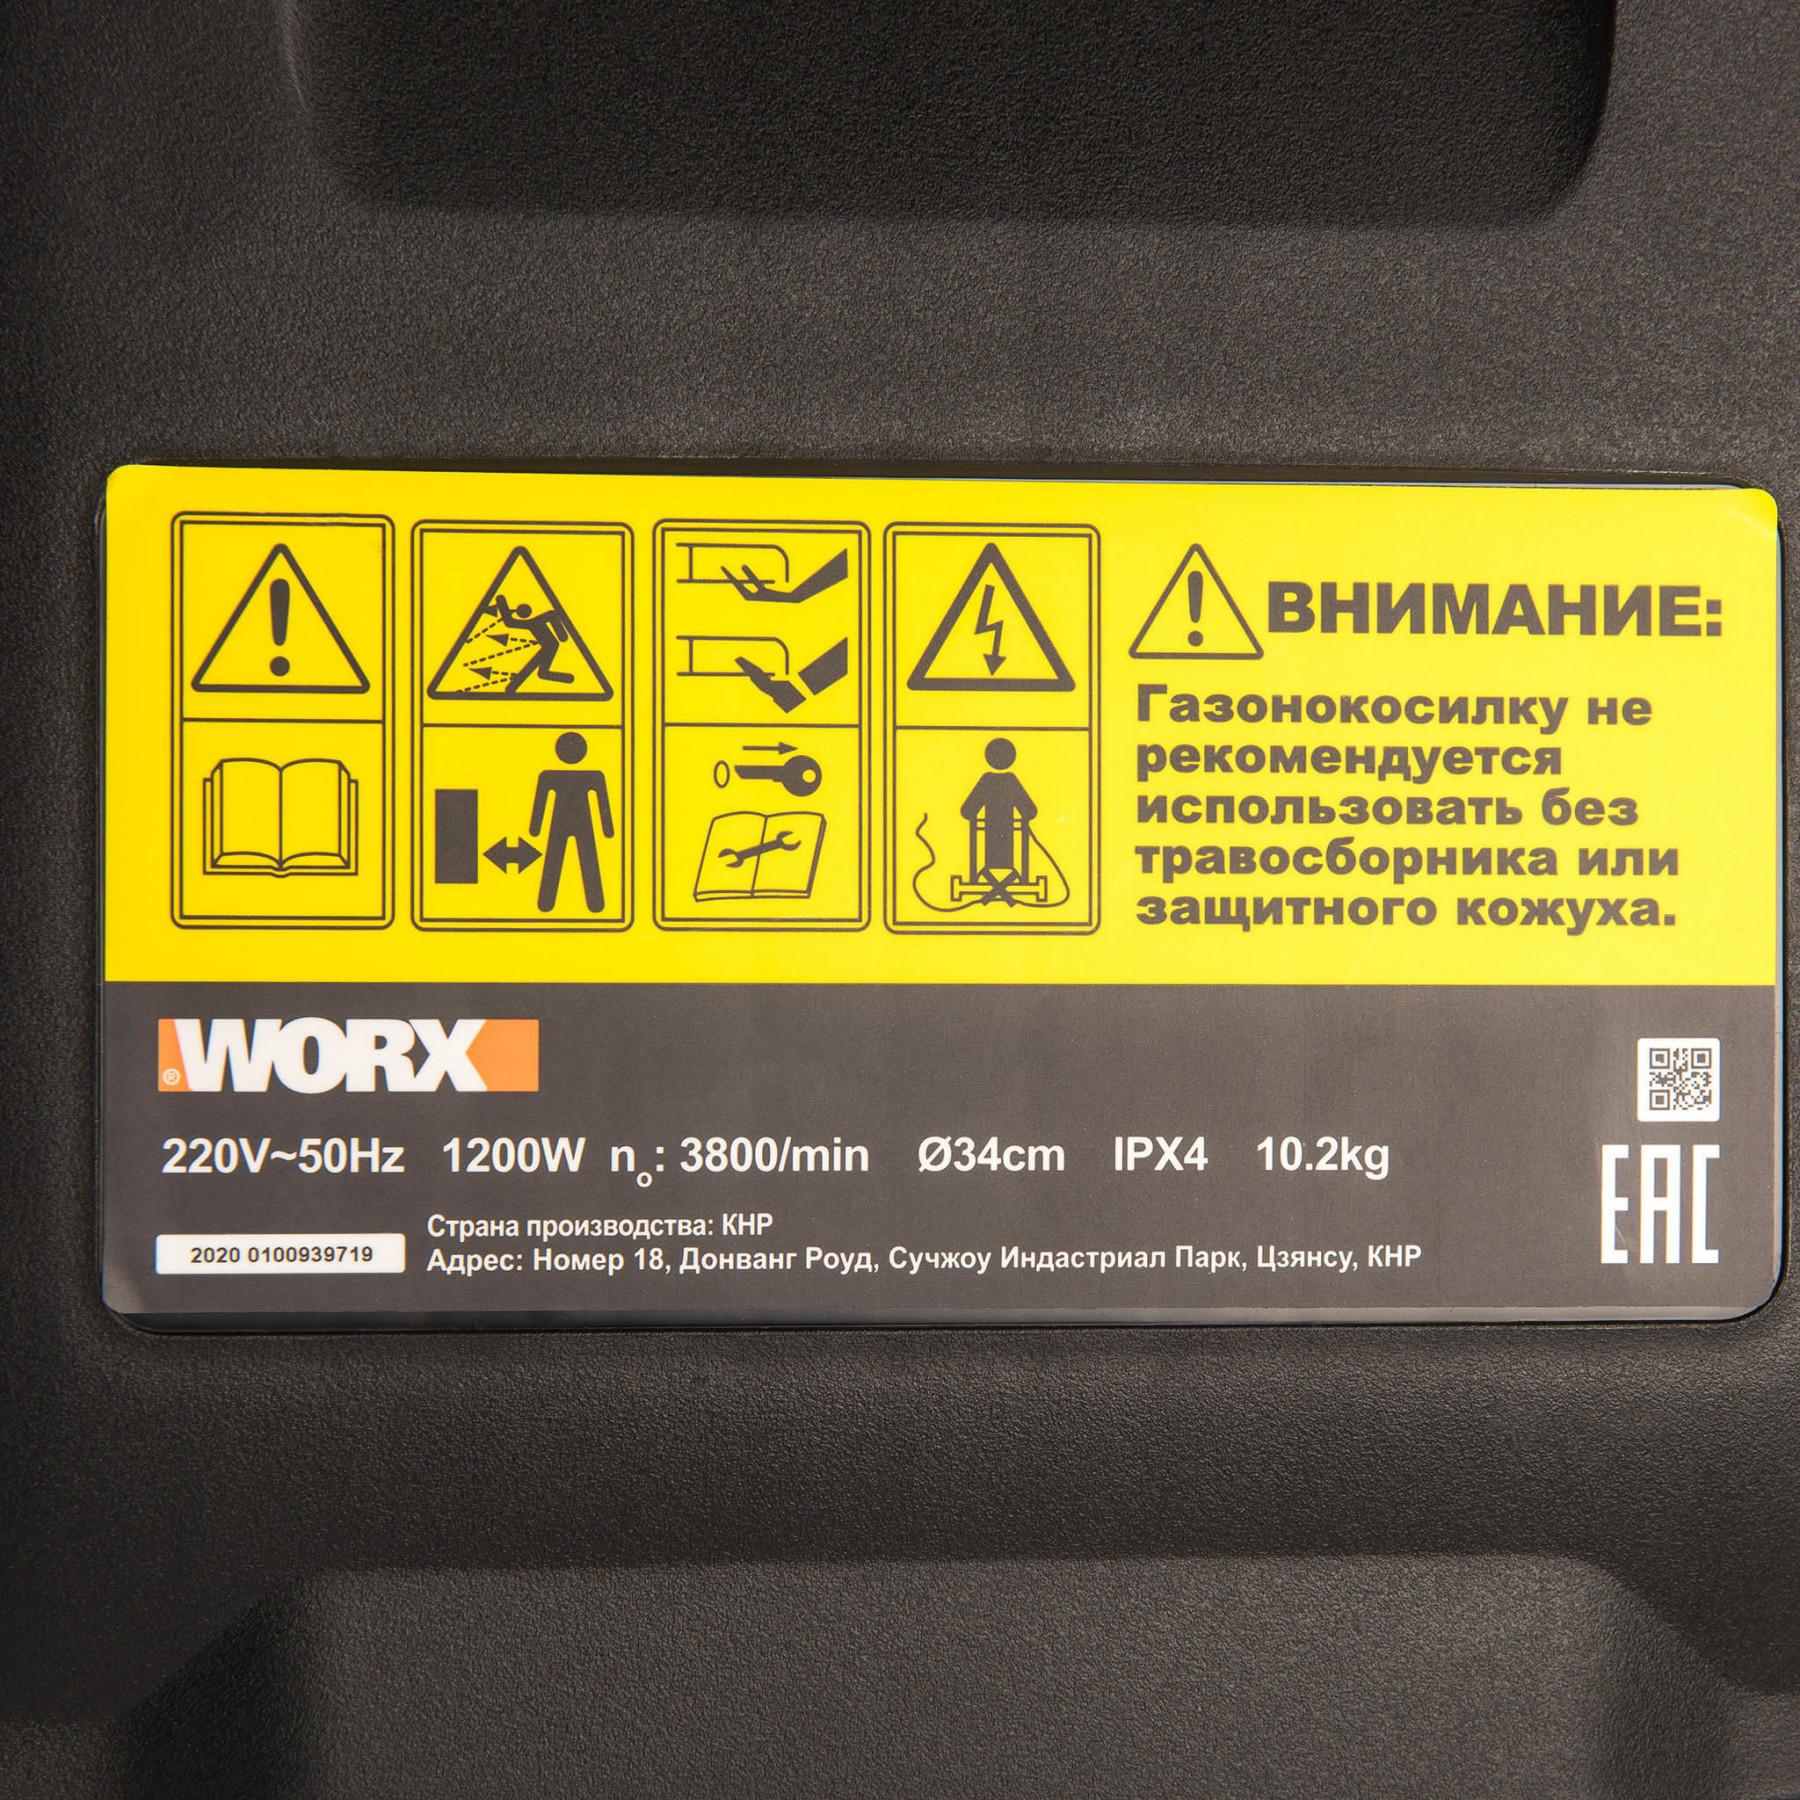 ВНИМАНИЕ:
Газонокосилку не
рекомендуется
использовать без
травосборника или
защитного кожуха.
WORX®
220V~50Hz 1200W no: 3800/min Ø34cm IPX4 10.2kg
EAC
Страна производства: КНР
2020 0100939719
Адрес: Номер 18, Донванг Роуд, Сучжоу Индастриал Парк, Цзянсу, КНР